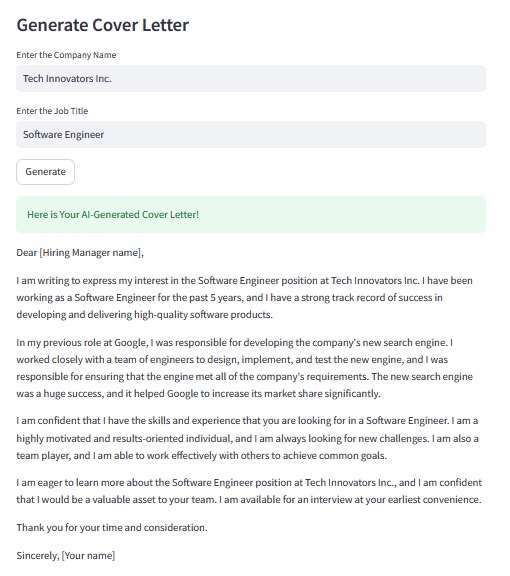 Generate Cover Letter
Enter the Company Name
Tech Innovators Inc.
Enter the Job Title
Software Engineer
Generate
Here is Your AI-Generated Cover Letter!
Dear [Hiring Manager name],
I am writing to express my interest in the Software Engineer position at Tech Innovators Inc. I have been
working as a Software Engineer for the past 5 years, and I have a strong track record of success in
developing and delivering high-quality software products.
In my previous role at Google, I was responsible for developing the company's new search engine. I
worked closely with a team of engineers to design, implement, and test the new engine, and I was
responsible for ensuring that the engine met all of the company's requirements. The new search engine
was a huge success, and it helped Google to increase its market share significantly.
I am confident that I have the skills and experience that you are looking for in a Software Engineer. I am a
highly motivated and results-oriented individual, and I am always looking for new challenges. I am also a
team player, and I am able to work effectively with others to achieve common goals.
I am eager to learn more about the Software Engineer position at Tech Innovators Inc., and I am confident
that I would be a valuable asset to your team. I am available for an interview at your earliest convenience.
Thank you for your time and consideration.
Sincerely, [Your name]